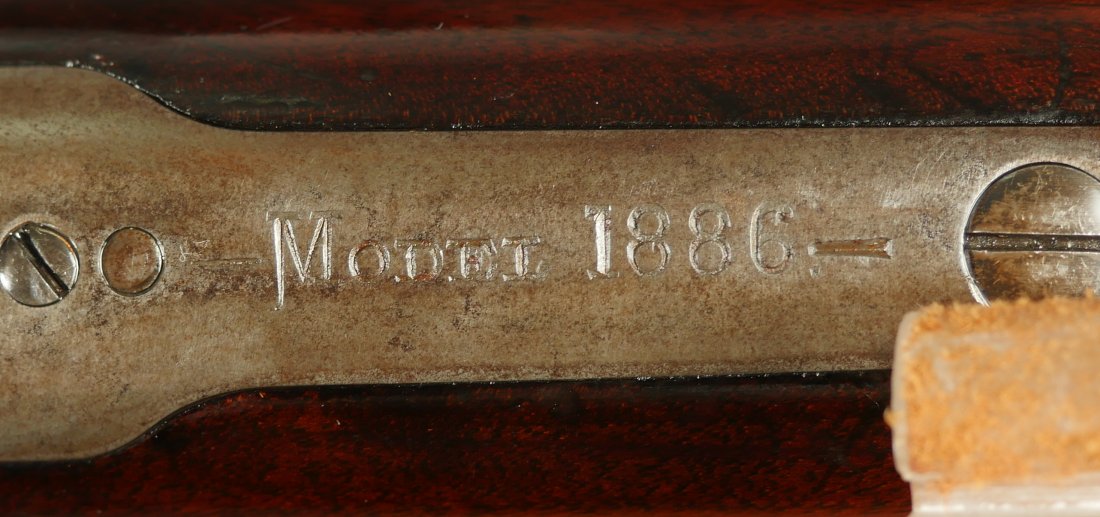 — MODEL 1886. —